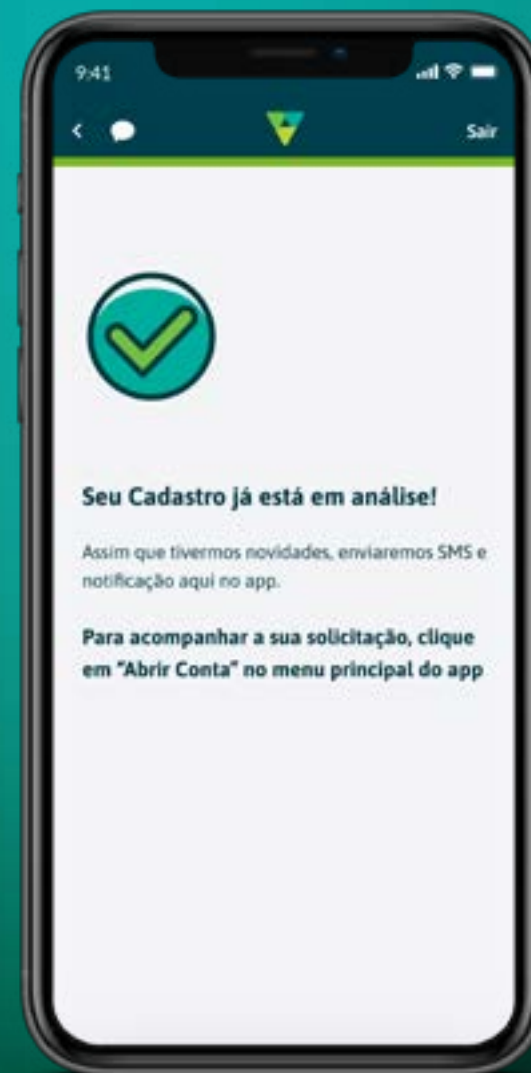 9:41
Sair
Seu Cadastro já está em análise!
Assim que tivermos novidades, enviaremos SMS e
notificação aqui no app.
Para acompanhar a sua solicitação, clique
em “Abrir Conta” no menu principal do app